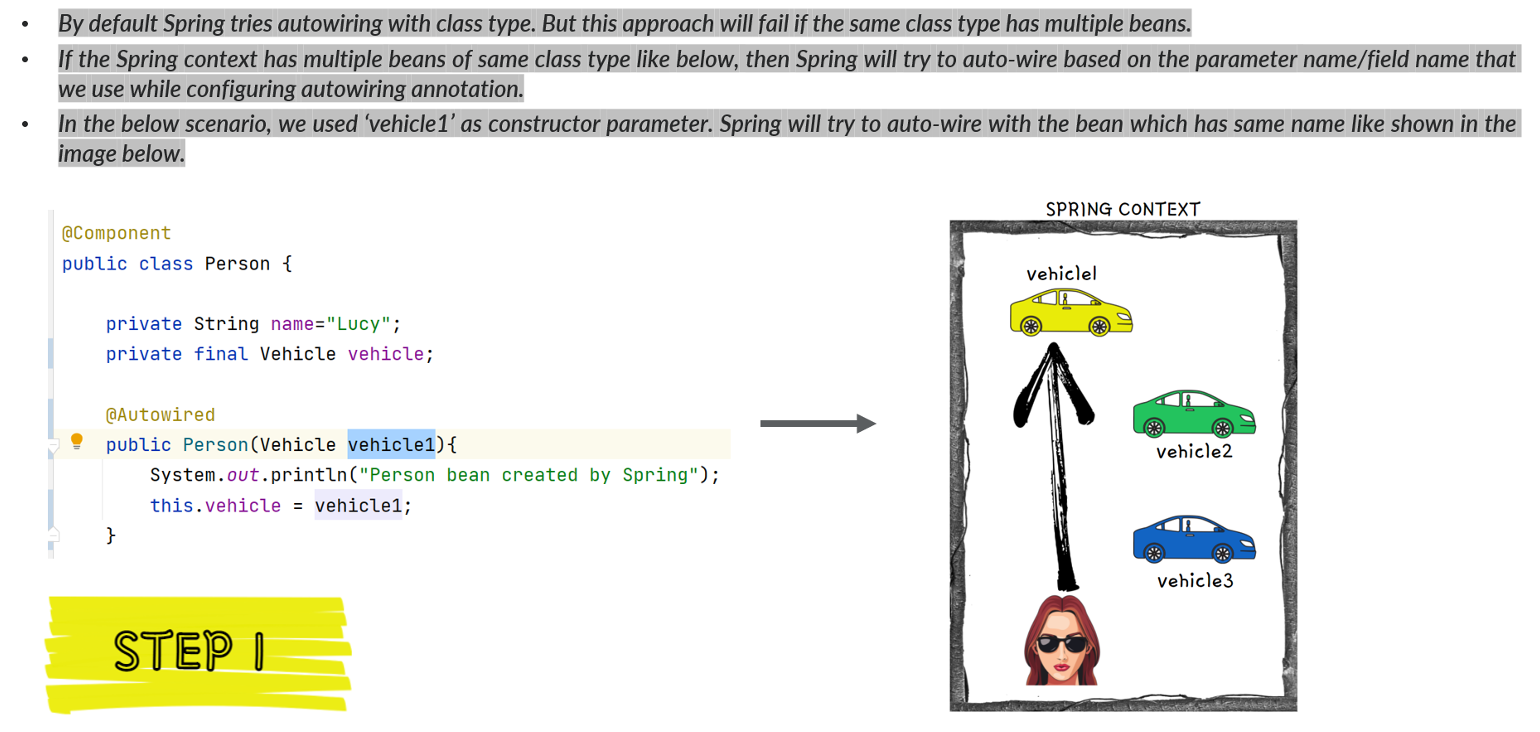 • By default Spring tries autowiring with class type. But this approach will fail if the same class type has multiple beans.
• If the Spring context has multiple beans of same class type like below, then Spring will try to auto-wire based on the parameter name/field name that
we use while configuring autowiring annotation.
• In the below scenario, we used ‘vehicle1’ as constructor parameter. Spring will try to auto-wire with the bean which has same name like shown in the
image below.
@Component
public class Person {
private String name="Lucy";
private final Vehicle vehicle;
@Autowired
public Person(Vehicle vehicle1){
System.out.println("Person bean created by Spring");
this.vehicle = vehicle1;
}
STEP 1
SPRING CONTEXT
vehicle1
vehicle2
vehicle3